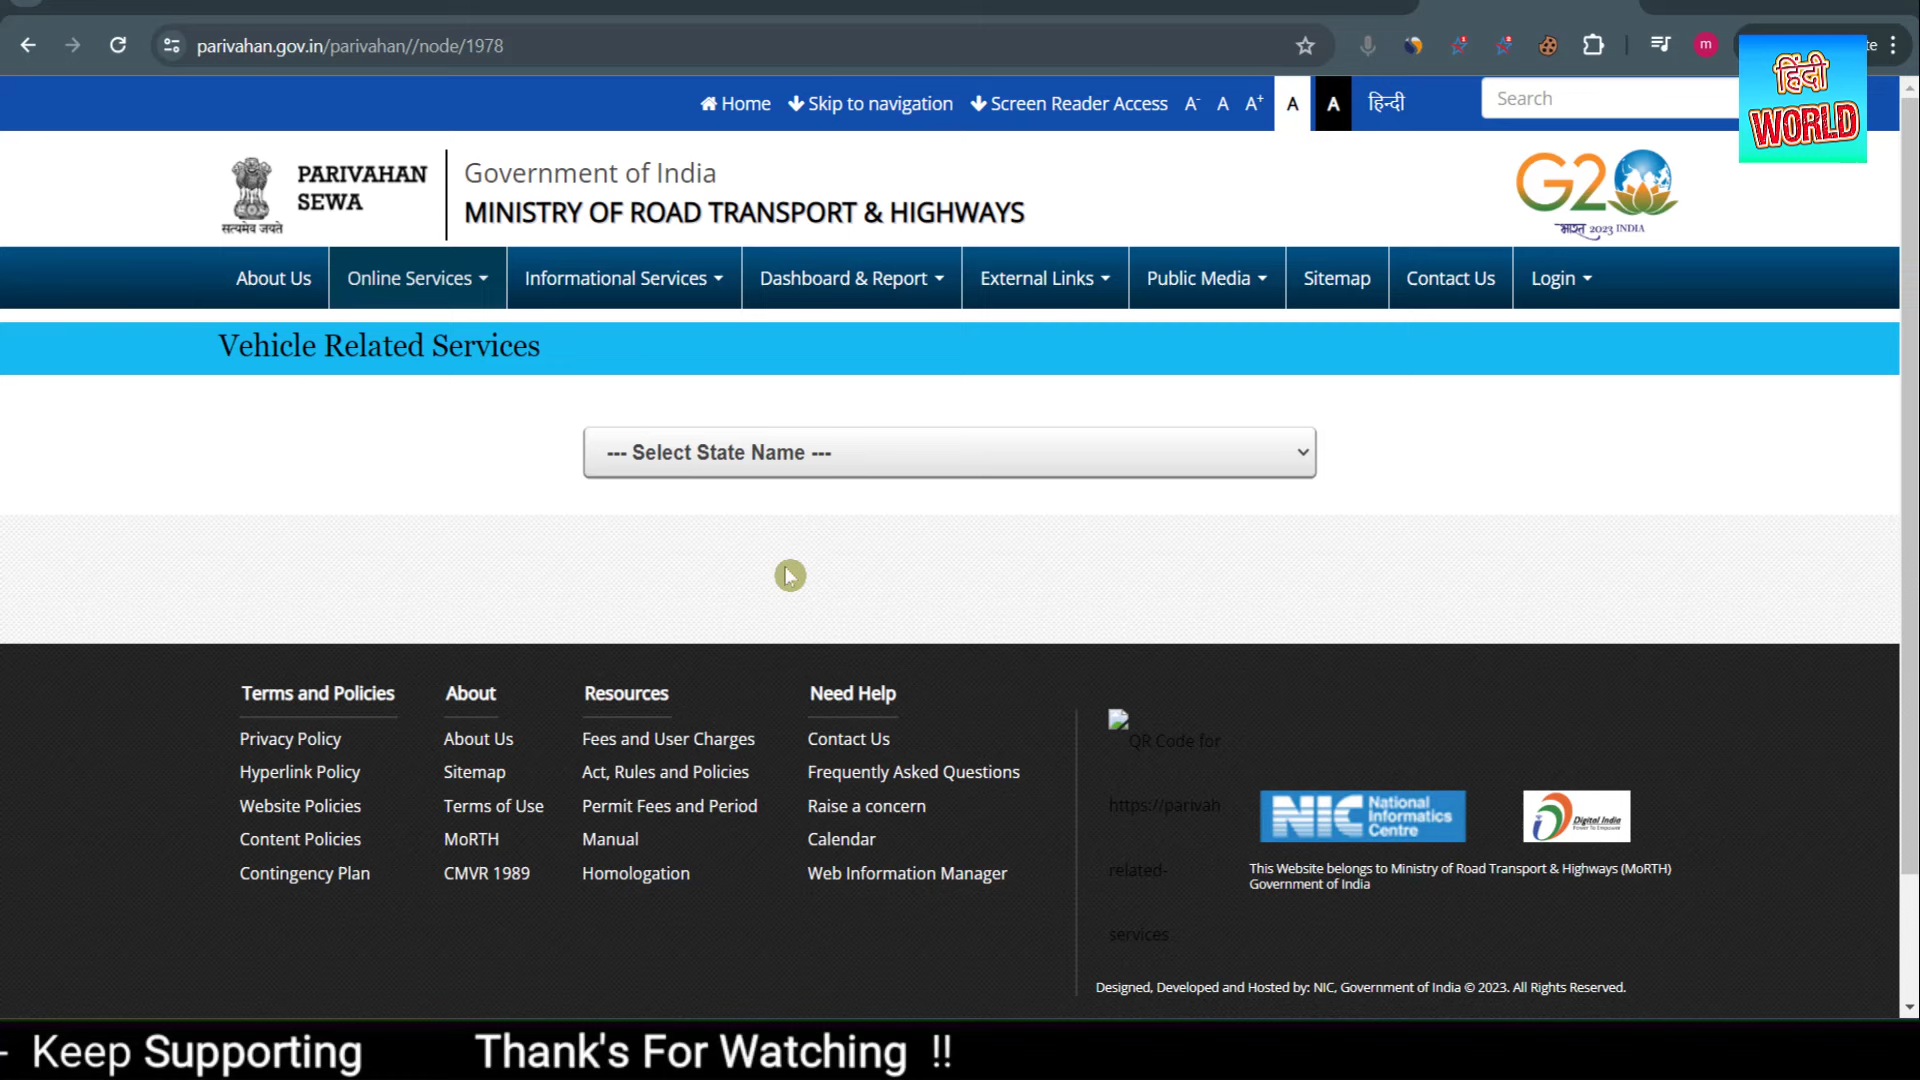 parivahan.gov.in/parivahan//node/1978
m
te
Home Skip to navigation Screen Reader Access A- A A+ A A हिन्दी
Search
हिंदी
WORLD
PARIVAHAN
SEWA
सत्यमेव जयते
Government of India
MINISTRY OF ROAD TRANSPORT & HIGHWAYS
G20
भारत 2023 INDIA
About Us Online Services Informational Services Dashboard & Report External Links Public Media Sitemap Contact Us Login
Vehicle Related Services
--- Select State Name ---
Terms and Policies
Privacy Policy
Hyperlink Policy
Website Policies
Content Policies
Contingency Plan
About
About Us
Sitemap
Terms of Use
MoRTH
CMVR 1989
Resources
Fees and User Charges
Act, Rules and Policies
Permit Fees and Period
Manual
Homologation
Need Help
Contact Us
Frequently Asked Questions
Raise a concern
Calendar
Web Information Manager
QR Code for
https://parivah
related-
services
NIC National
Informatics
Centre
Digital India
Power To Empower
This Website belongs to Ministry of Road Transport & Highways (MoRTH)
Government of India
Designed, Developed and Hosted by: NIC, Government of India © 2023. All Rights Reserved.
- Keep Supporting Thank's For Watching !!